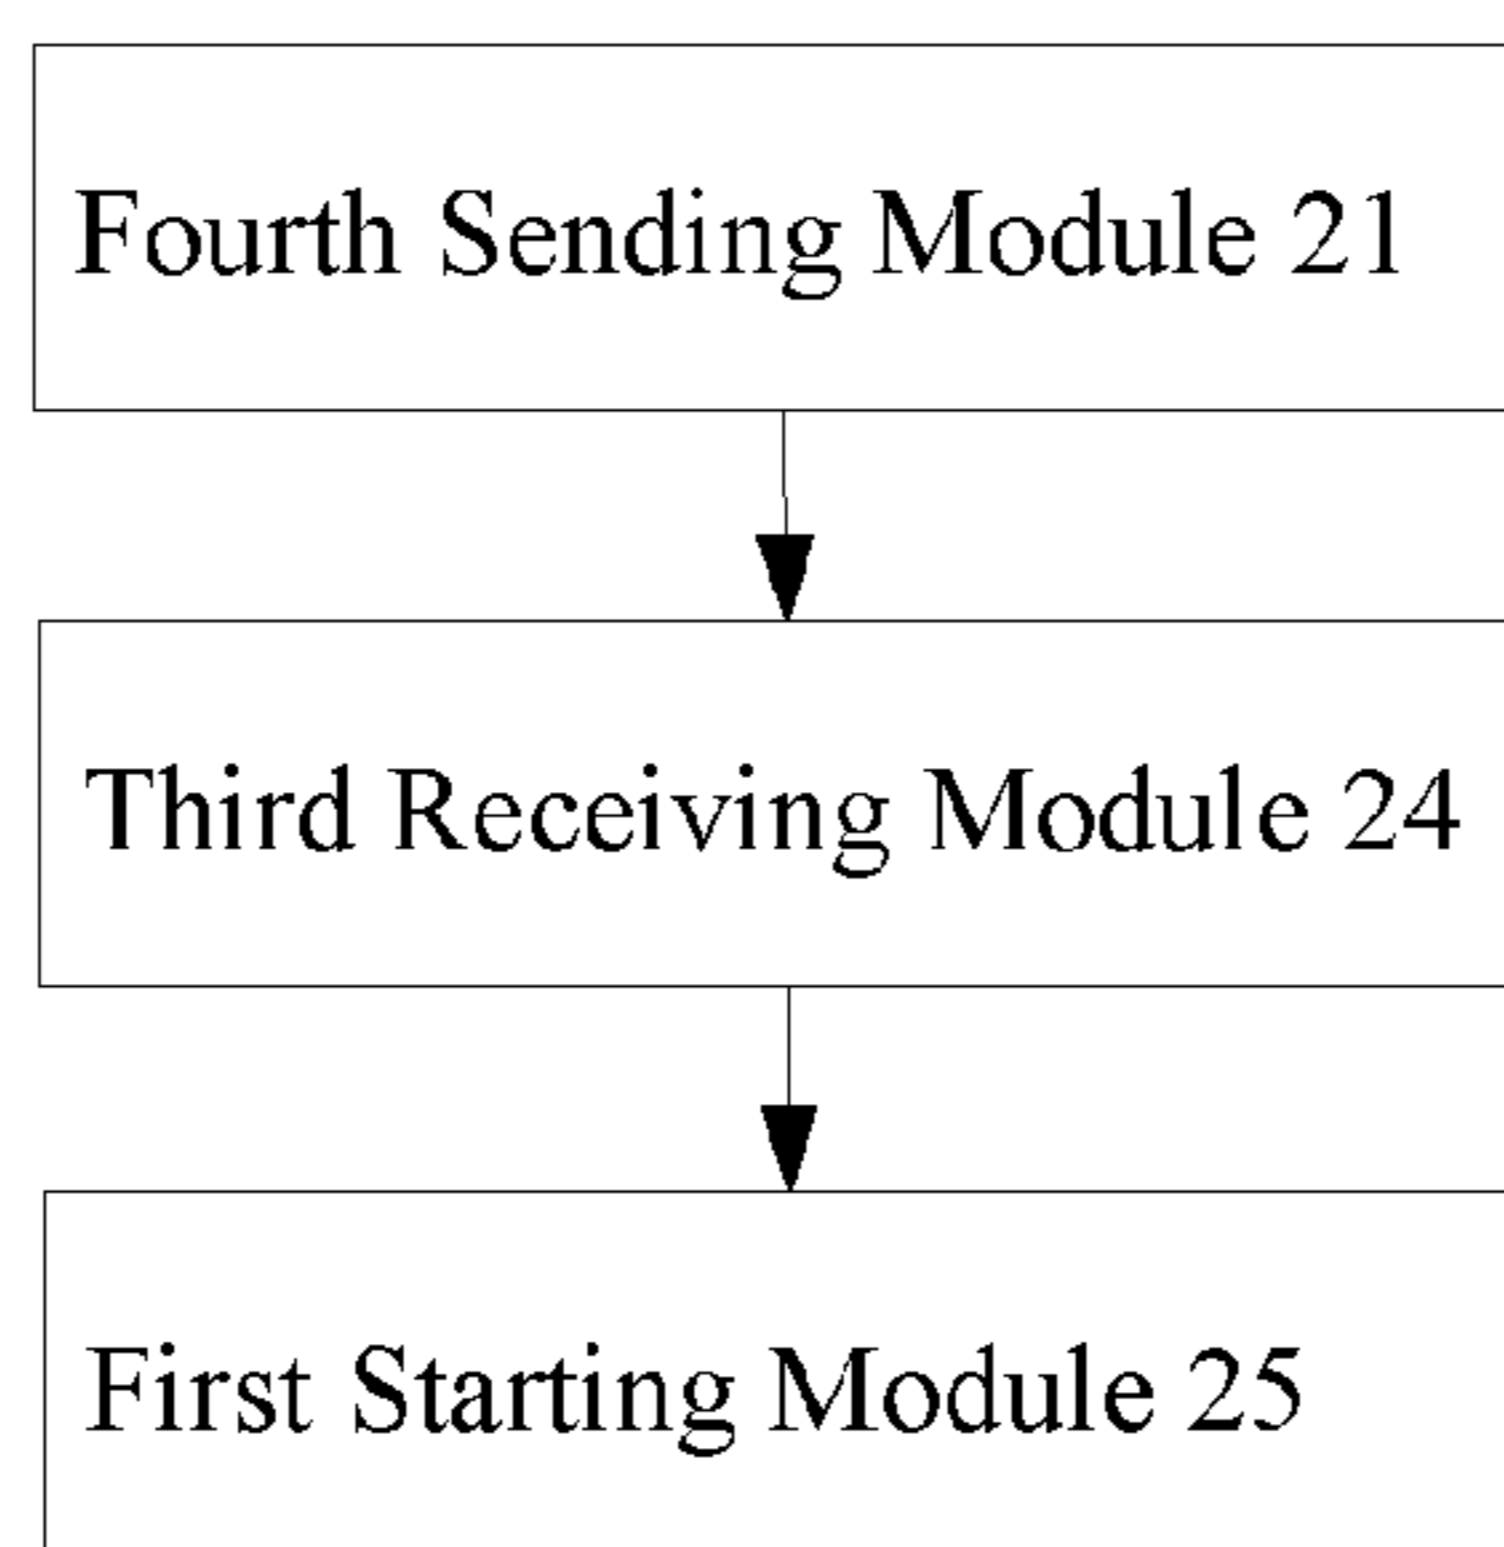 Fourth Sending Module 21
Third Receiving Module 24
First Starting Module 25